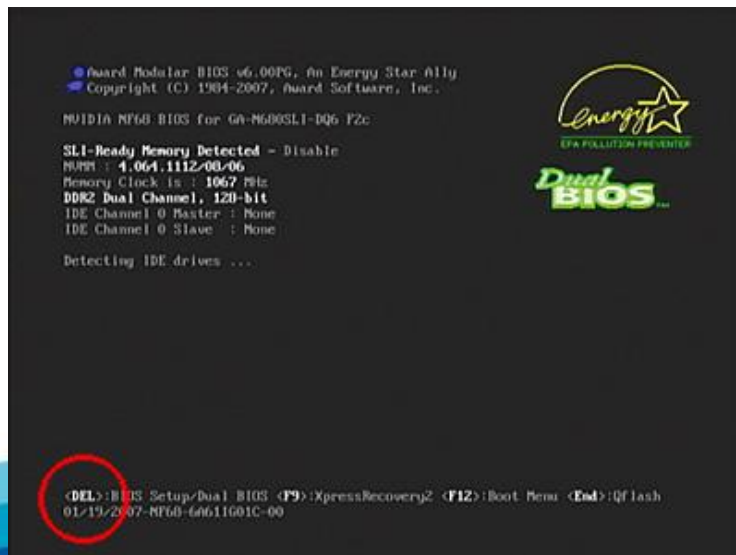 Award Modular BIOS v6.00PG, An Energy Star Ally
Copyright (C) 1984-2007, Award Software, Inc.
NVIDIA NF68 BIOS for GA-M680SLI-DQ6 F2c
energy
EPA POLLUTION PREVENTER
Dual
BIOS™
SLI-Ready Memory Detected - Disable
NVMM : 4.064.1112/08/06
Memory Clock is : 1067 MHz
DDR2 Dual Channel, 128-bit
IDE Channel 0 Master : None
IDE Channel 0 Slave : None
Detecting IDE drives ...
<DEL>:BIOS Setup/Dual BIOS <F9>:XpressRecovery2 <F12>:Boot Menu <End>:Qflash
01/19/2007-NF68-6A61IG01C-00